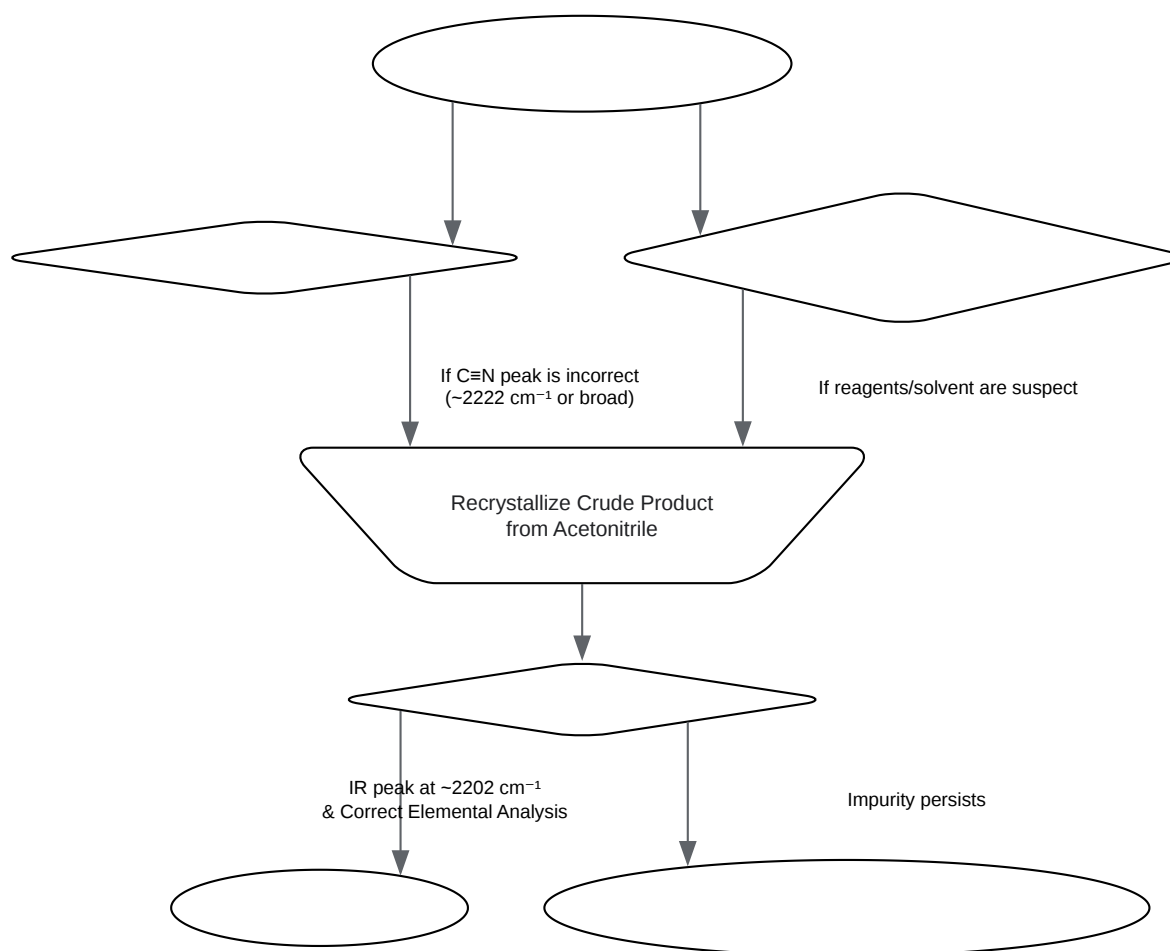 If C≡N peak is incorrect
(~2222 cm⁻¹ or broad)
If reagents/solvent are suspect
Recrystallize Crude Product
from Acetonitrile
IR peak at ~2202 cm⁻¹
& Correct Elemental Analysis
Impurity persists